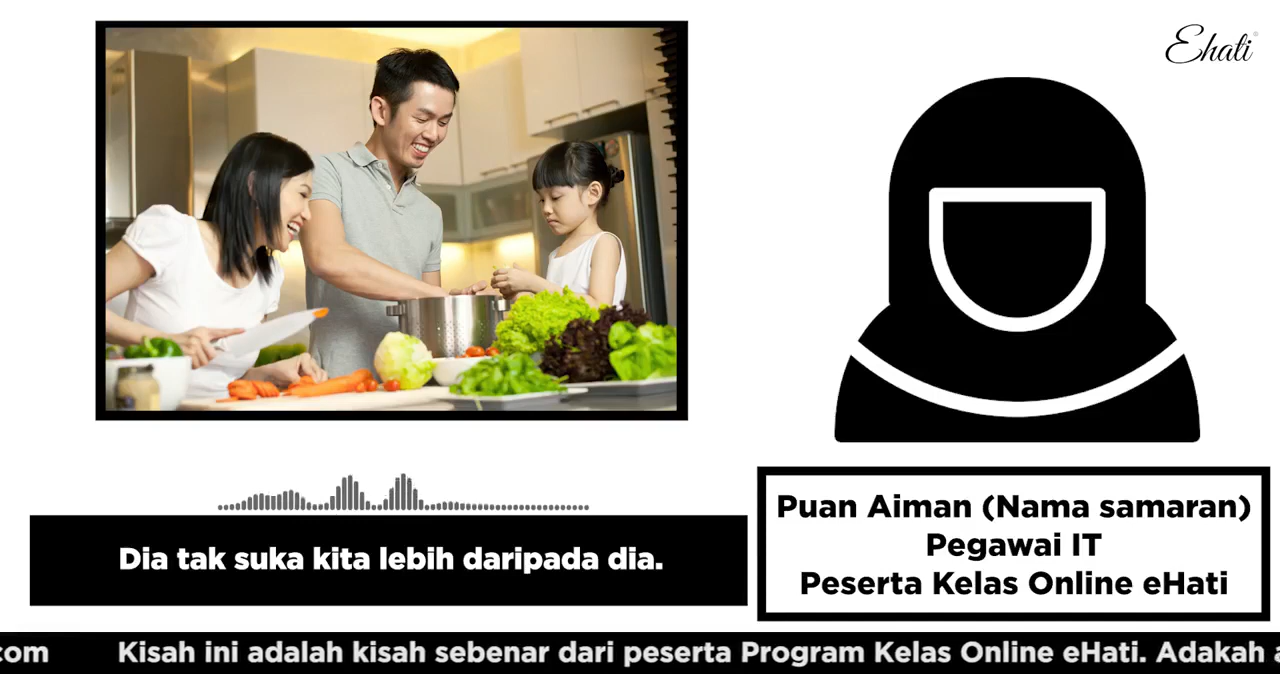 Ehati
Dia tak suka kita lebih daripada dia.
Puan Aiman (Nama samaran)
Pegawai IT
Peserta Kelas Online eHati
com Kisah ini adalah kisah sebenar dari peserta Program Kelas Online eHati. Adakah a